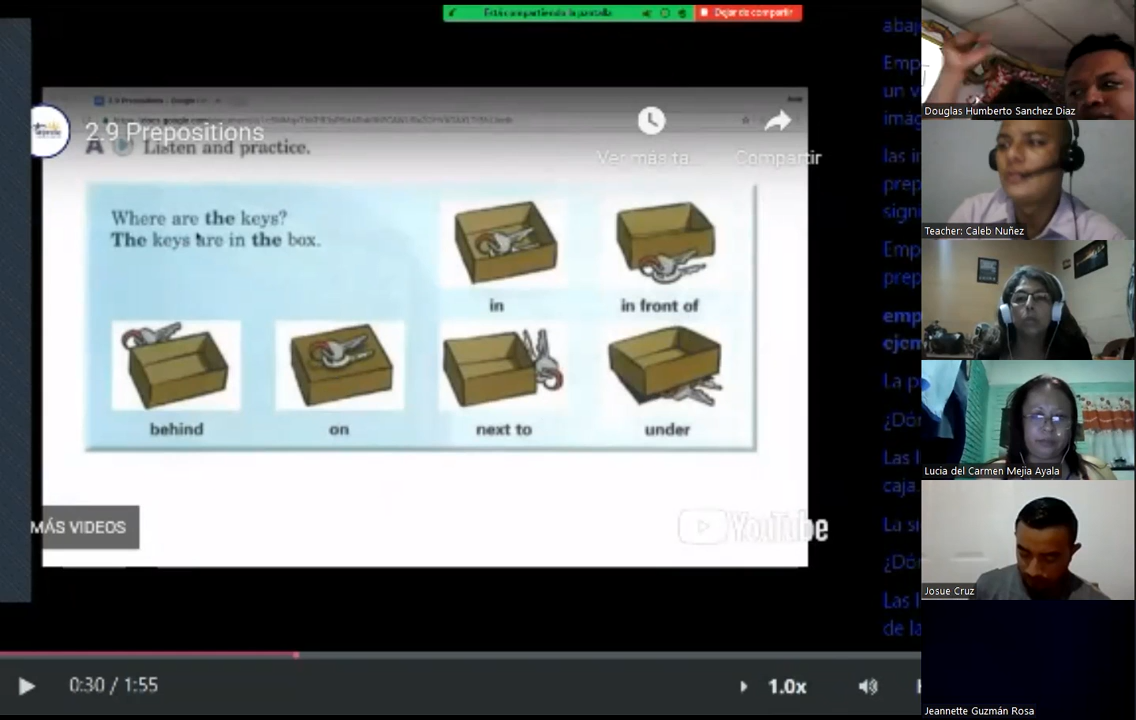 Está compartiendo la pantalla
Dejar de compartir
2.9 Prepositions
A Listen and practice.
Ver más ta...
Compartir
Where are the keys?
The keys are in the box.
in
in front of
behind
on
next to
under
MÁS VIDEOS
YouTube
0:30 / 1:55
1.0x
abaj
Emp
un v
imág
las i
prep
signi
Emp
prep
emp
ejem
La p
¿Dó
Las l
caja
La s
¿Dó
Las l
de la
Douglas Humberto Sanchez Diaz
Teacher: Caleb Nuñez
Lucia del Carmen Mejia Ayala
Josue Cruz
Jeannette Guzmán Rosa